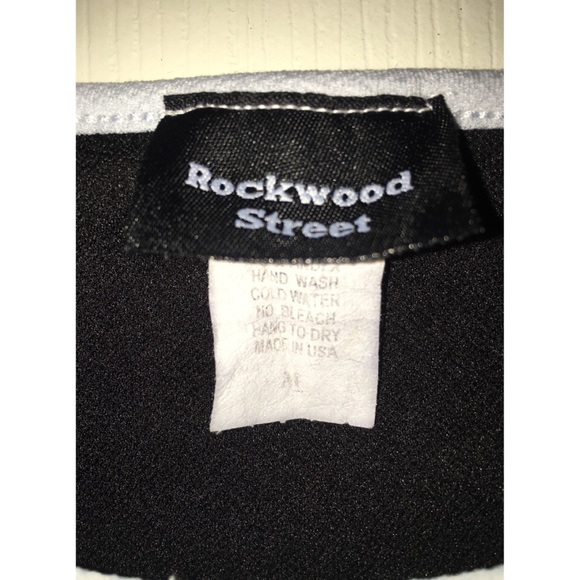 Rockwood
Street
HAND WASH
COLD WATER
NO BLEACH
HANG TO DRY
MADE IN USA
M